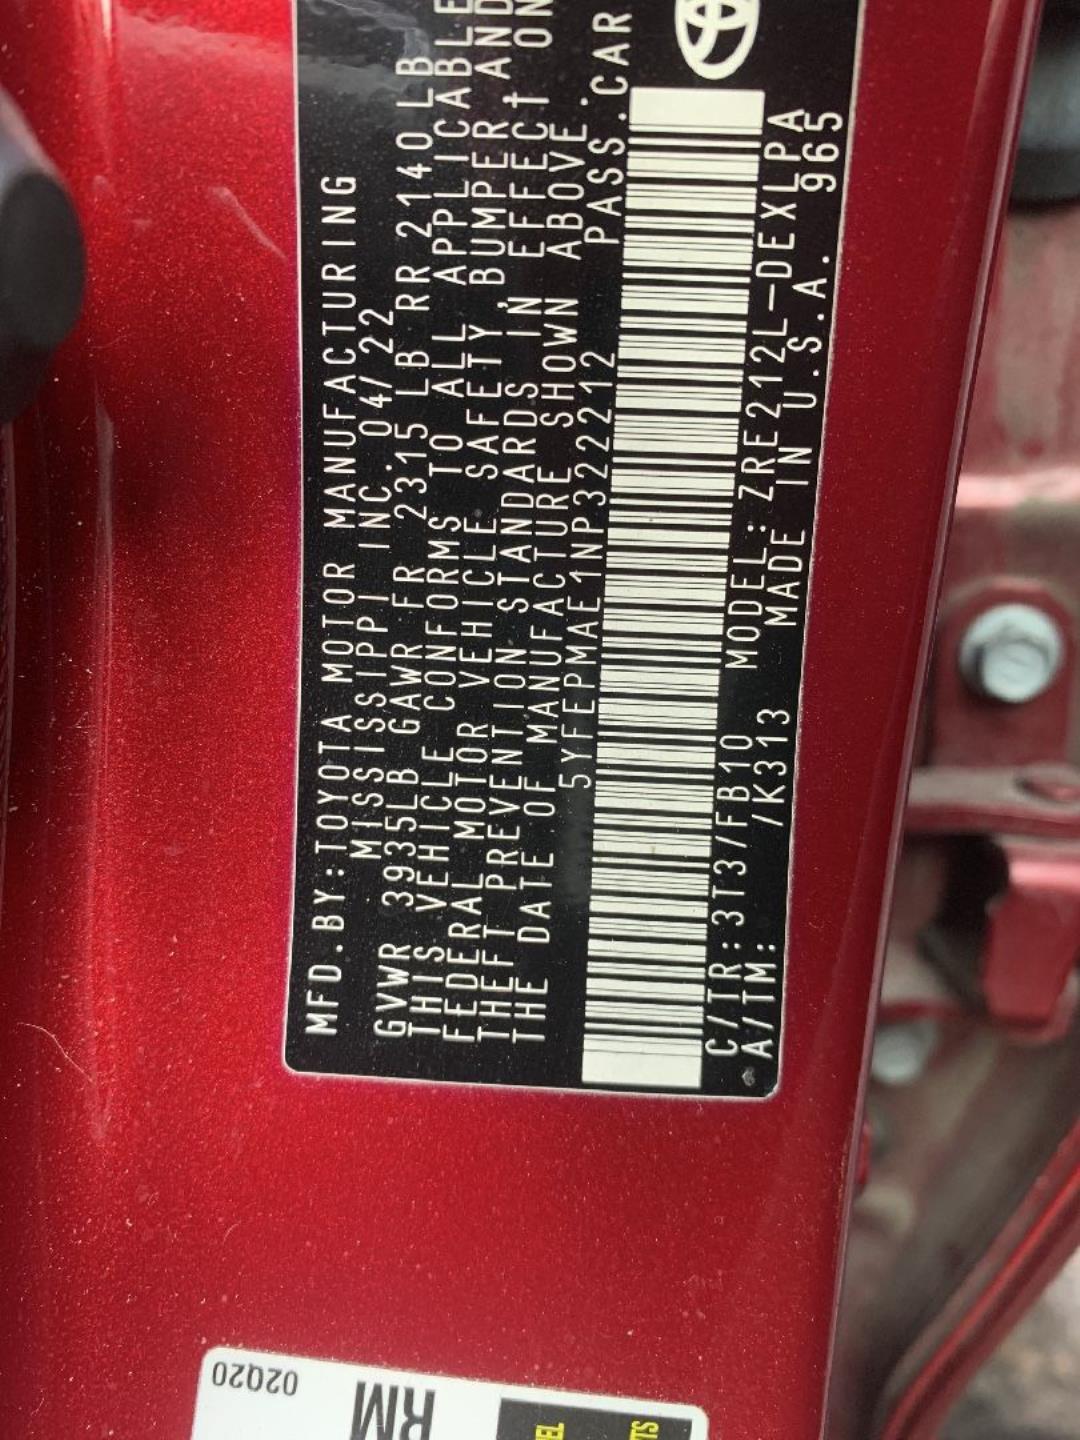 MFD.BY:TOYOTA MOTOR MANUFACTURING
MISSISSIPPI INC. 04/22
GVWR 3935LB GAWR FR 2315 LB RR 2140 LB
THIS VEHICLE CONFORMS TO ALL APPLICABLE
FEDERAL MOTOR VEHICLE SAFETY,BUMPER AND
THEFT PREVENTION STANDARDS IN EFFECT ON
THE DATE OF MANUFACTURE SHOWN ABOVE.
5YFEPMAE1NP322212 PASS.CAR
C/TR:3T3/FB10 MODEL:ZRE212L-DEXLPA
A/TM: /K313 MADE IN U.S.A. 965
02Q20
RM